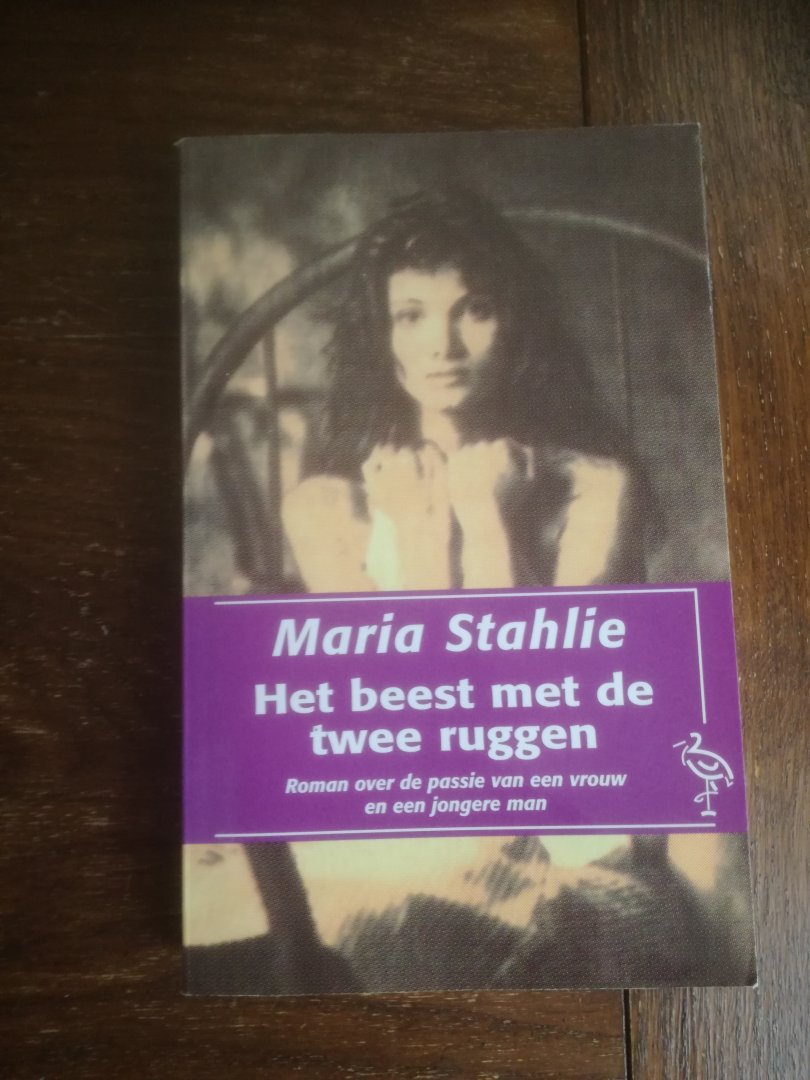 Maria Stahlie
Het beest met de
twee ruggen
Roman over de passie van een vrouw
en een jongere man